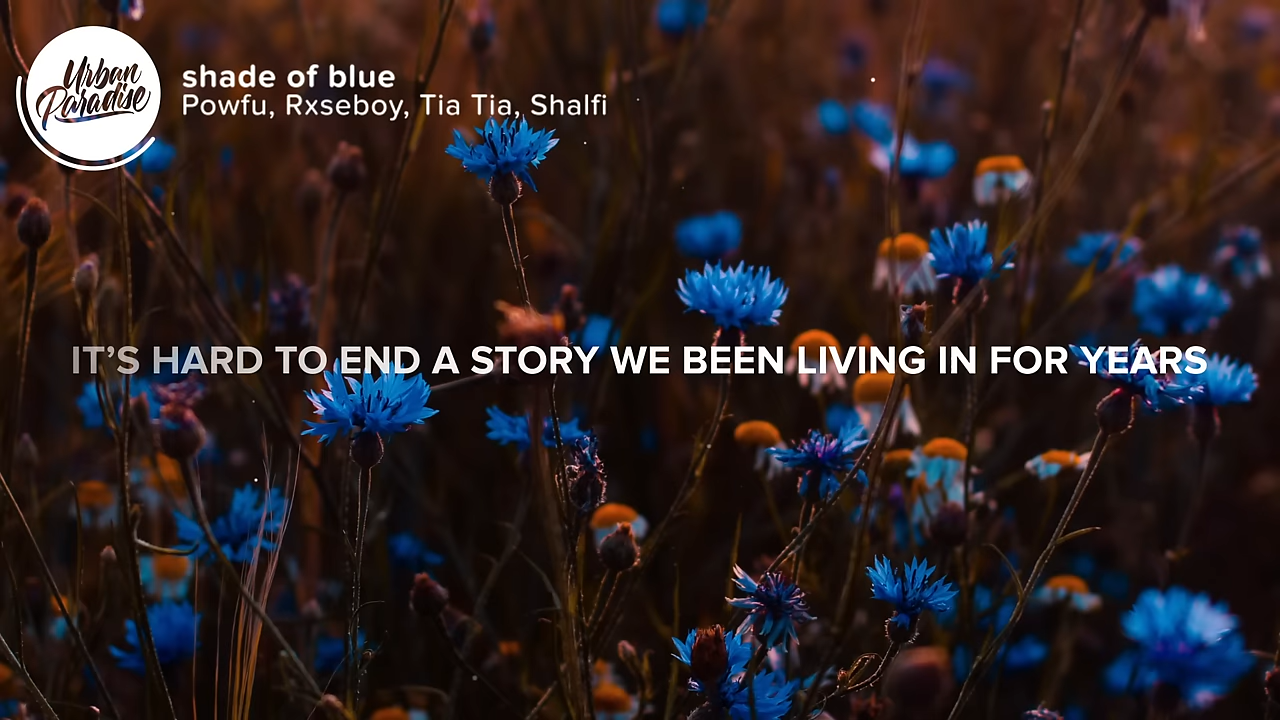 Urban
Paradise
shade of blue
Powfu, Rxseboy, Tia Tia, Shalfi
IT'S HARD TO END A STORY WE BEEN LIVING IN FOR YEARS